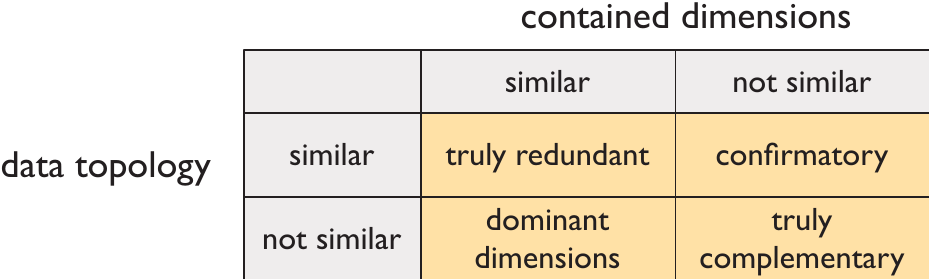 contained dimensions
similar
not similar
data topology
similar
truly redundant
confirmatory
not similar
dominant
dimensions
truly
complementary